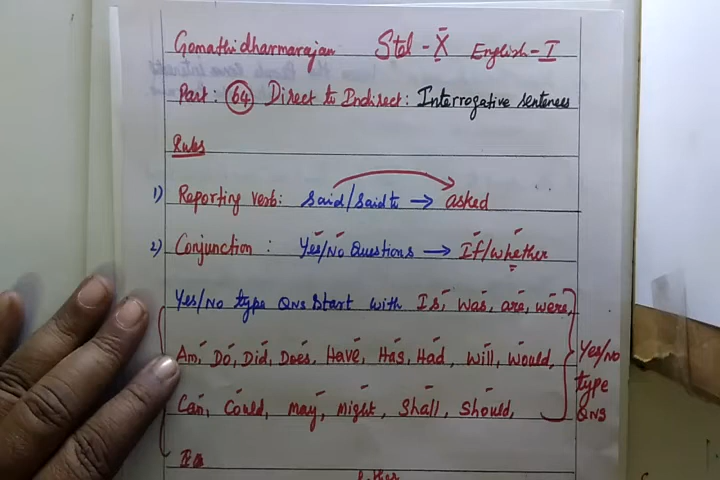 Gomathidharmarajan Std - X English - I
Part: 64 Direct to Indirect: Interrogative sentences
Rules
1) Reporting verb: said/said to → asked
2) Conjunction : Yes/No Questions → If/whether
Yes/No type Qns start with Is, was, are, were,
Am, Do, Did, Does, Have, Has, Had, will, would,
Can, Could, may, might, shall, should,
Yes/No
type
Qns